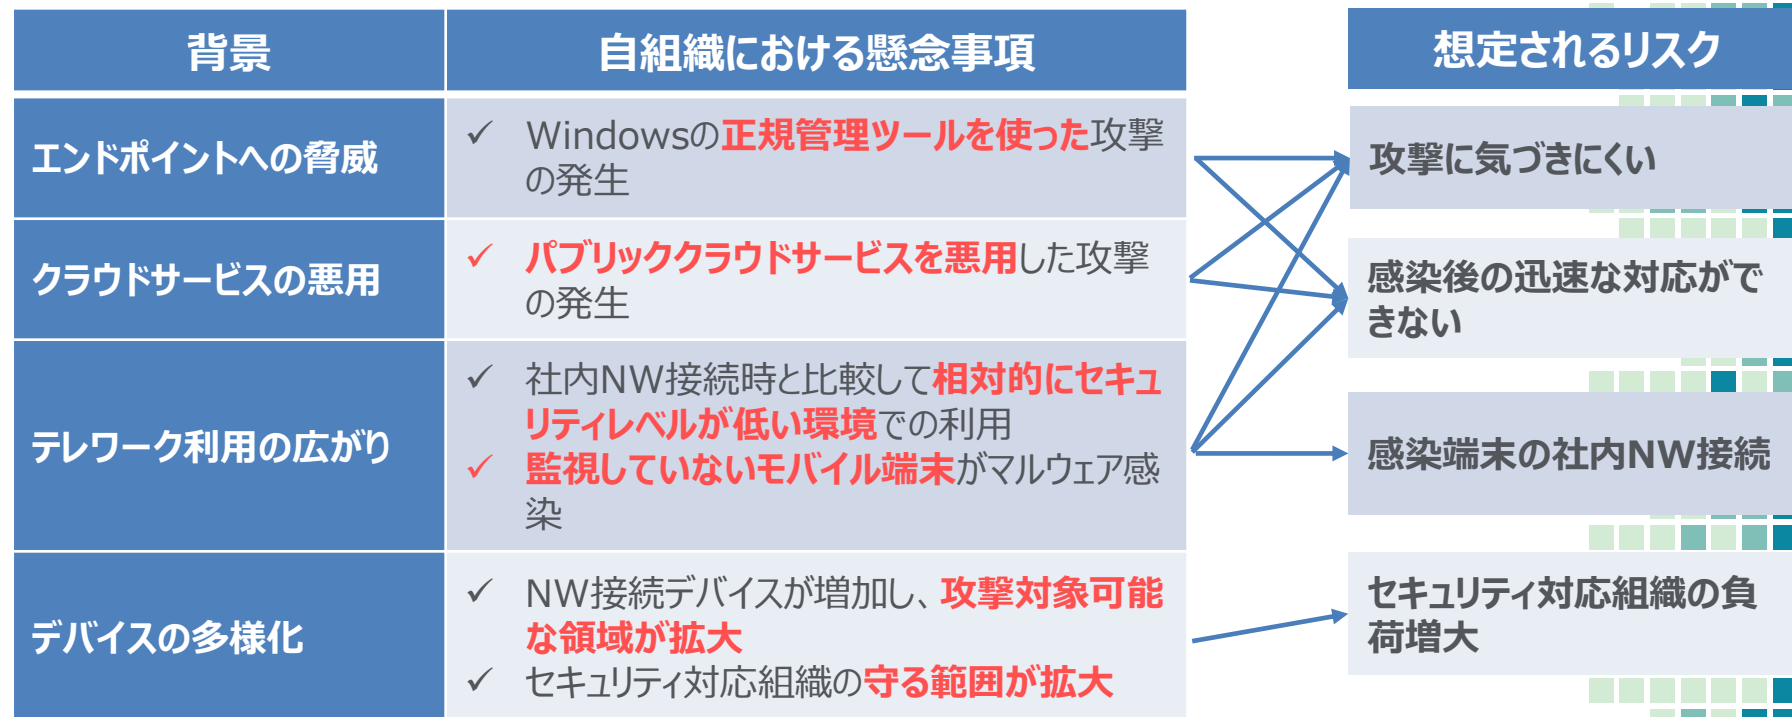 背景
自組織における懸念事項
想定されるリスク
エンドポイントへの脅威
✓ Windowsの正規管理ツールを使った攻撃
の発生
攻撃に気づきにくい
クラウドサービスの悪用
✓ パブリッククラウドサービスを悪用した攻撃
の発生
感染後の迅速な対応がで
きない
テレワーク利用の広がり
✓ 社内NW接続時と比較して相対的にセキュ
リティレベルが低い環境での利用
✓ 監視していないモバイル端末がマルウェア感
染
感染端末の社内NW接続
デバイスの多様化
✓ NW接続デバイスが増加し、攻撃対象可能
な領域が拡大
✓ セキュリティ対応組織の守る範囲が拡大
セキュリティ対応組織の負
荷増大